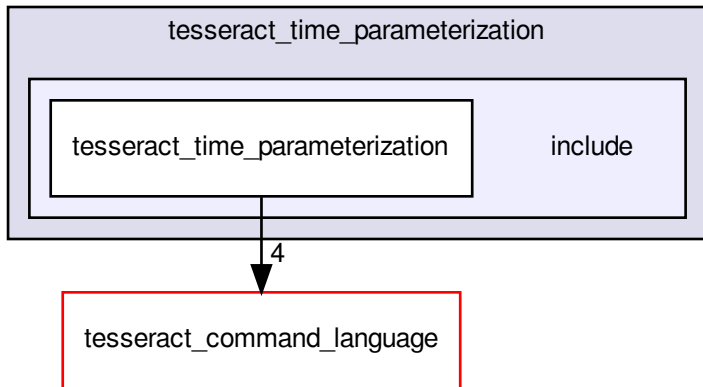 tesseract_time_parameterization
tesseract_time_parameterization
include
4
tesseract_command_language